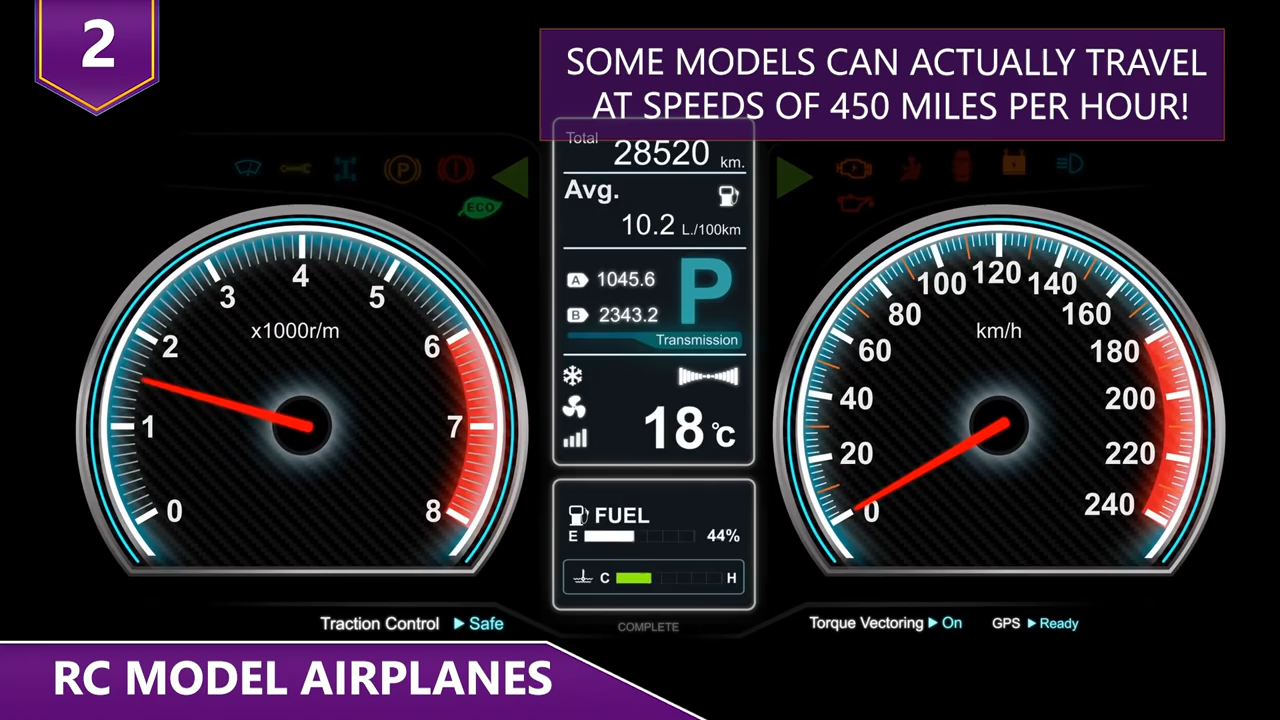 2
SOME MODELS CAN ACTUALLY TRAVEL
AT SPEEDS OF 450 MILES PER HOUR!
Total
28520 km.
Avg.
10.2 L./100km
A 1045.6
B 2343.2
P
Transmission
18°C
FUEL
E 44%
C H
COMPLETE
P
ECO
0 1 2 3 4 5 6 7 8
x1000r/m
0 20 40 60 80 100 120 140 160 180 200 220 240
km/h
Traction Control Safe
Torque Vectoring On GPS Ready
RC MODEL AIRPLANES